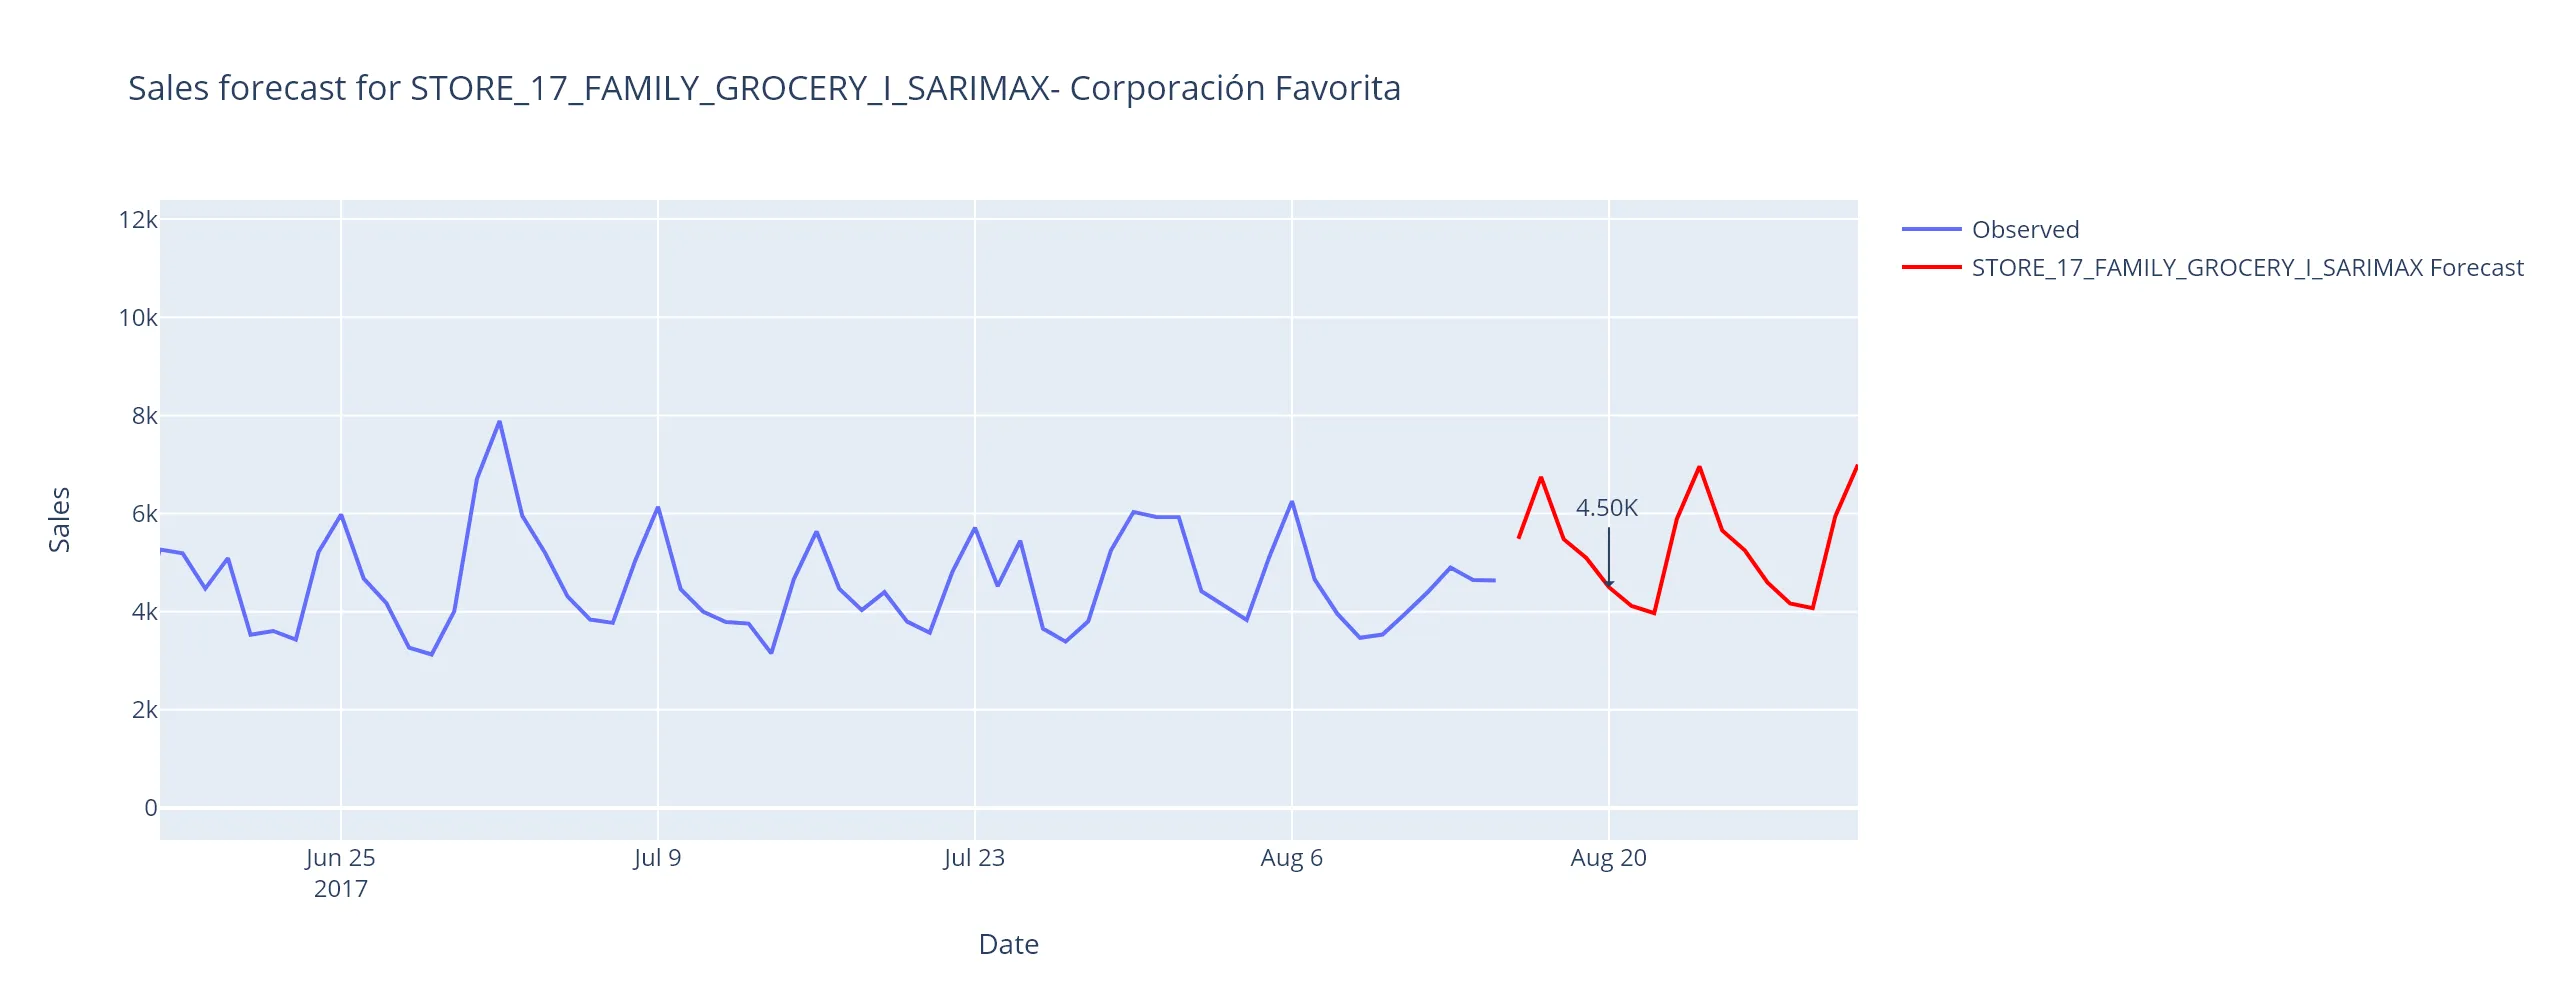 Sales forecast for STORE_17_FAMILY_GROCERY_I_SARIMAX- Corporación Favorita
Observed
STORE_17_FAMILY_GROCERY_I_SARIMAX Forecast
12k
10k
8k
6k
4k
2k
0
Sales
4.50K
Jun 25
2017
Jul 9
Jul 23
Aug 6
Aug 20
Date